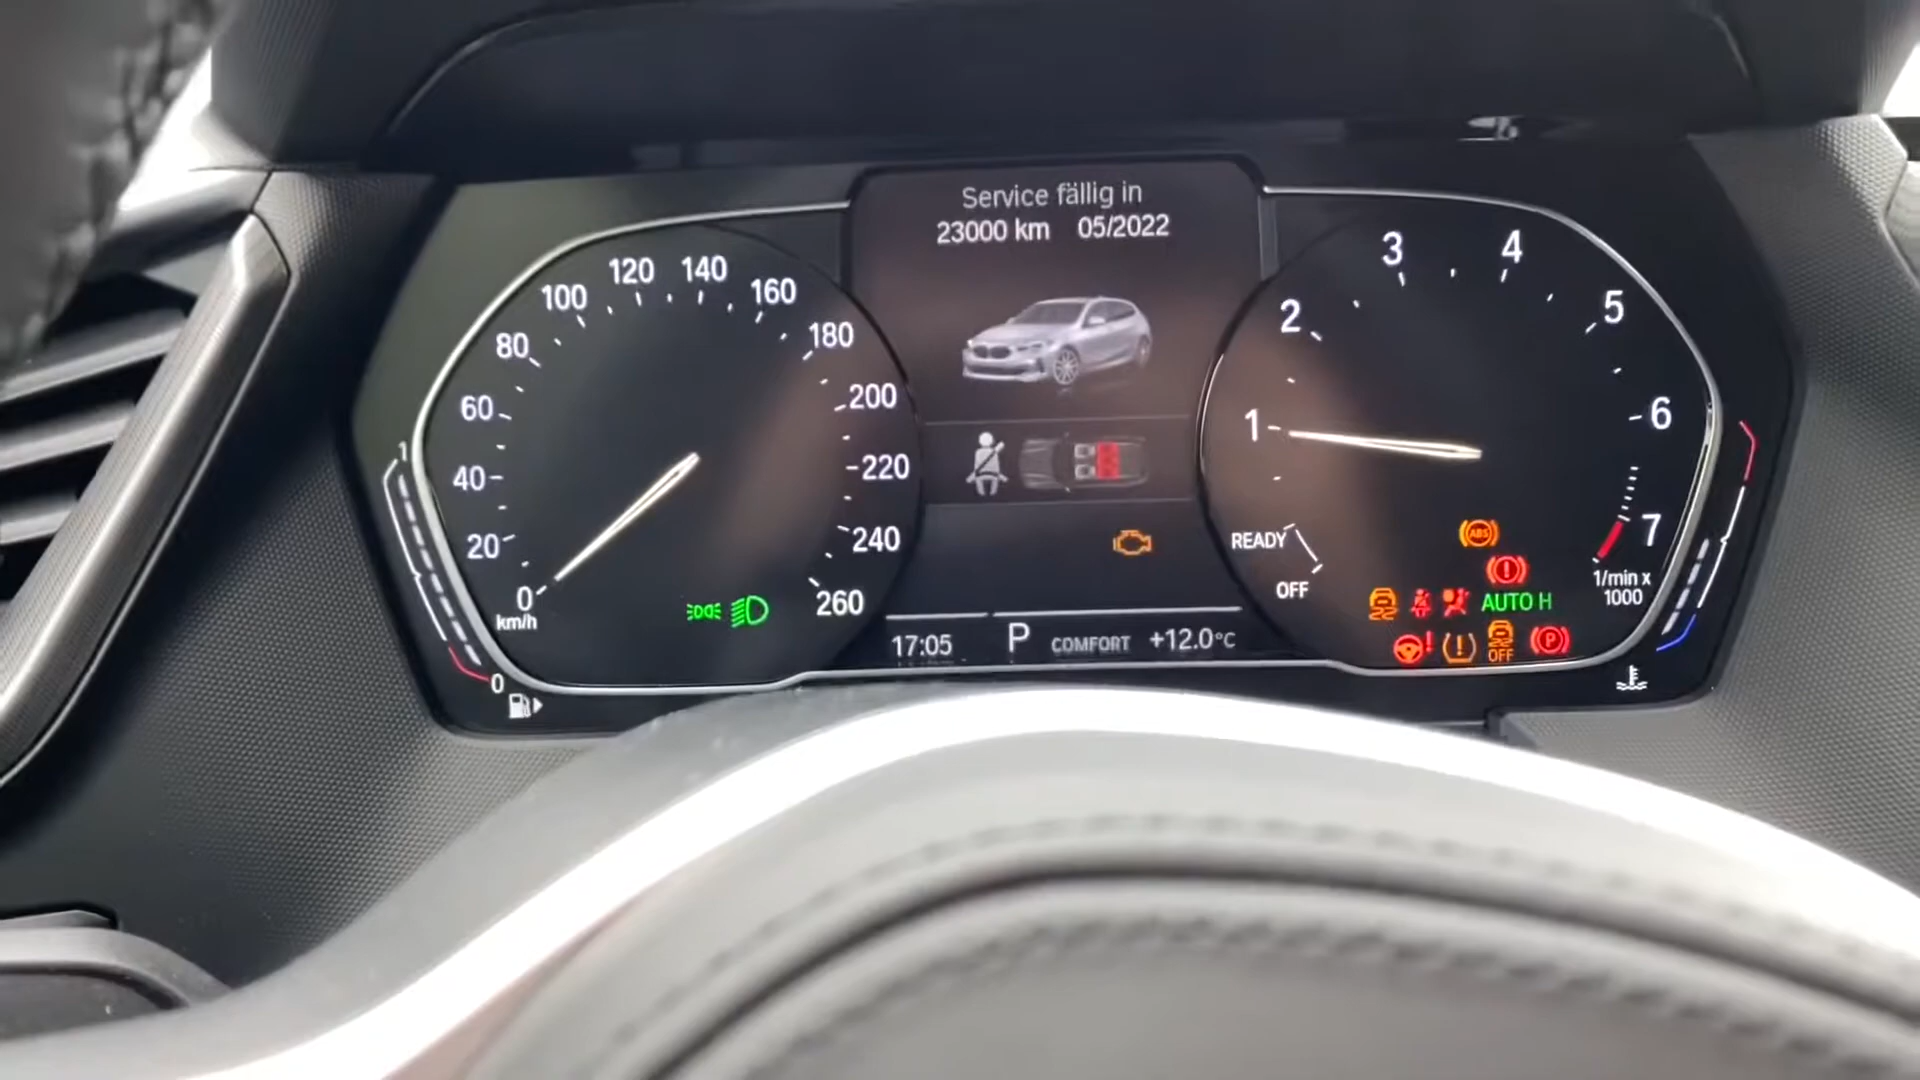 Service fällig in
23000 km 05/2022
0
20
40
60
80
100
120
140
160
180
200
220
240
260
km/h
1
0
1
2
3
4
5
6
7
1/min x
1000
READY
OFF
ABS
AUTO H
OFF
P
17:05
P
COMFORT
+12.0°C